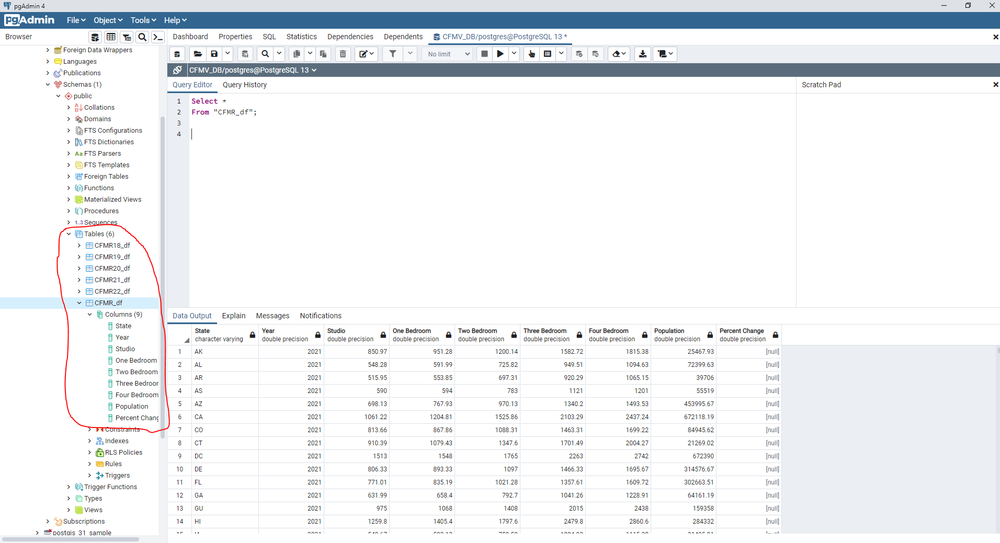 pgAdmin 4
pgAdmin File Object Tools Help
Browser
Dashboard Properties SQL Statistics Dependencies Dependents CFMV_DB/postgres@PostgreSQL 13 *
No limit
CFMV_DB/postgres@PostgreSQL 13
Query Editor Query History
Scratch Pad
Foreign Data Wrappers
Languages
Publications
Schemas (1)
public
Collations
Domains
FTS Configurations
FTS Dictionaries
Aa FTS Parsers
FTS Templates
Foreign Tables
Functions
Materialized Views
Procedures
1..3 Sequences
Tables (6)
CFMR18_df
CFMR19_df
CFMR20_df
CFMR21_df
CFMR22_df
CFMR_df
Columns (9)
State
Year
Studio
One Bedroom
Two Bedroom
Three Bedroor
Four Bedroom
Population
Percent Chang
Constraints
Indexes
RLS Policies
Rules
Triggers
Trigger Functions
Types
Views
Subscriptions
postgis_31_sample
1 Select *
2 From "CFMR_df";
3
4
Data Output Explain Messages Notifications
State Year Studio One Bedroom Two Bedroom Three Bedroom Four Bedroom Population Percent Change
character varying double precision double precision double precision double precision double precision double precision double precision double precision
1 AK 2021 850.97 951.28 1200.14 1582.72 1815.38 25467.93 [null]
2 AL 2021 548.28 591.99 725.82 949.51 1094.63 72399.63 [null]
3 AR 2021 515.95 553.85 697.31 920.29 1065.15 39706 [null]
4 AS 2021 590 594 783 1121 1201 55519 [null]
5 AZ 2021 698.13 767.93 970.13 1340.2 1493.53 453995.67 [null]
6 CA 2021 1061.22 1204.81 1525.86 2103.29 2437.24 672118.19 [null]
7 CO 2021 813.66 867.86 1088.31 1463.31 1699.22 84945.62 [null]
8 CT 2021 910.39 1079.43 1347.6 1701.49 2004.27 21269.02 [null]
9 DC 2021 1513 1548 1765 2263 2742 672390 [null]
10 DE 2021 806.33 893.33 1097 1466.33 1695.67 314576.67 [null]
11 FL 2021 771.01 835.19 1021.28 1357.61 1609.72 302663.51 [null]
12 GA 2021 631.99 658.4 792.7 1041.26 1228.91 64161.19 [null]
13 GU 2021 975 1068 1408 2015 2438 159358 [null]
14 HI 2021 1259.8 1405.4 1797.6 2479.8 2860.6 284332 [null]